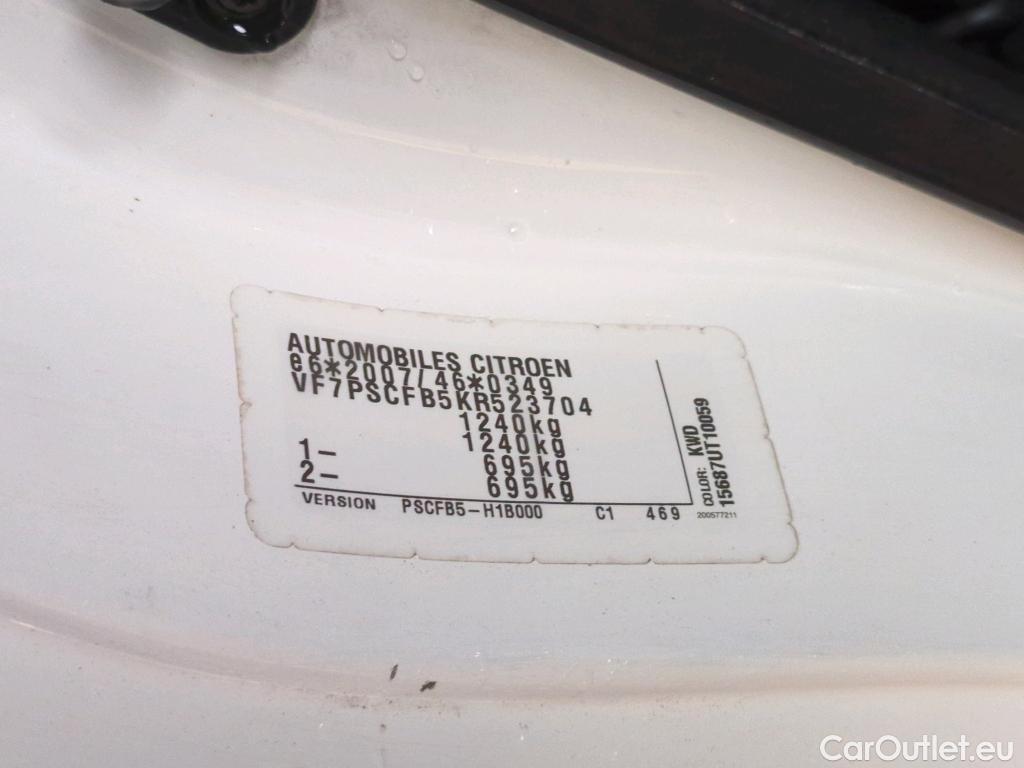 AUTOMOBILES CITROEN
e6*2007/46*0349
VF7PSCFB5KR523704
1240kg
1240kg
1- 695kg
2- 695kg
VERSION PSCFB5-H1B000 C1 469
COLOR: KWD
15687UT10059
200577211
CarOutlet.eu